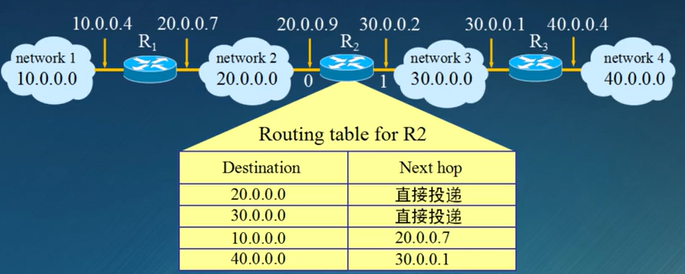 10.0.0.4 20.0.0.7 20.0.0.9 30.0.0.2 30.0.0.1 40.0.0.4
R1 R2 R3
network 1 network 2 network 3 network 4
10.0.0.0 20.0.0.0 30.0.0.0 40.0.0.0
0 1
Routing table for R2
Destination Next hop
20.0.0.0 直接投递
30.0.0.0 直接投递
10.0.0.0 20.0.0.7
40.0.0.0 30.0.0.1